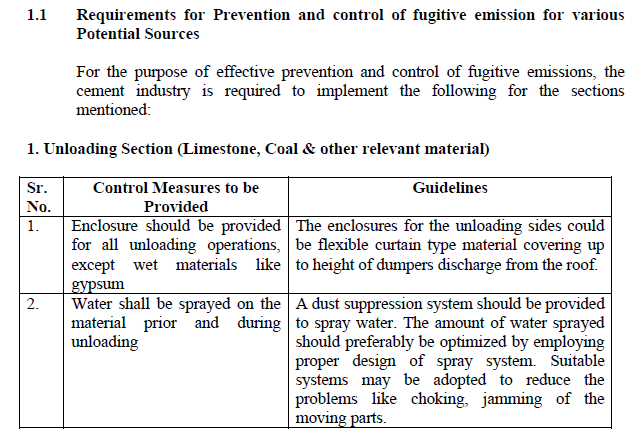 1.1 Requirements for Prevention and control of fugitive emission for various
Potential Sources
For the purpose of effective prevention and control of fugitive emissions, the
cement industry is required to implement the following for the sections
mentioned:
1. Unloading Section (Limestone, Coal & other relevant material)
Sr.
No.
Control Measures to be
Provided
Guidelines
1.
Enclosure should be provided
for all unloading operations,
except wet materials like
gypsum
The enclosures for the unloading sides could
be flexible curtain type material covering up
to height of dumpers discharge from the roof.
2.
Water shall be sprayed on the
material prior and during
unloading
A dust suppression system should be provided
to spray water. The amount of water sprayed
should preferably be optimized by employing
proper design of spray system. Suitable
systems may be adopted to reduce the
problems like choking, jamming of the
moving parts.